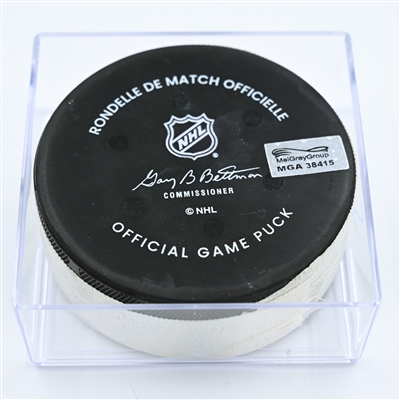 RONDELLE DE MATCH OFFICIELLE
NHL
Gary B Bettman
COMMISSIONER
© NHL
OFFICIAL GAME PUCK
MeiGrayGroup
MGA 38415